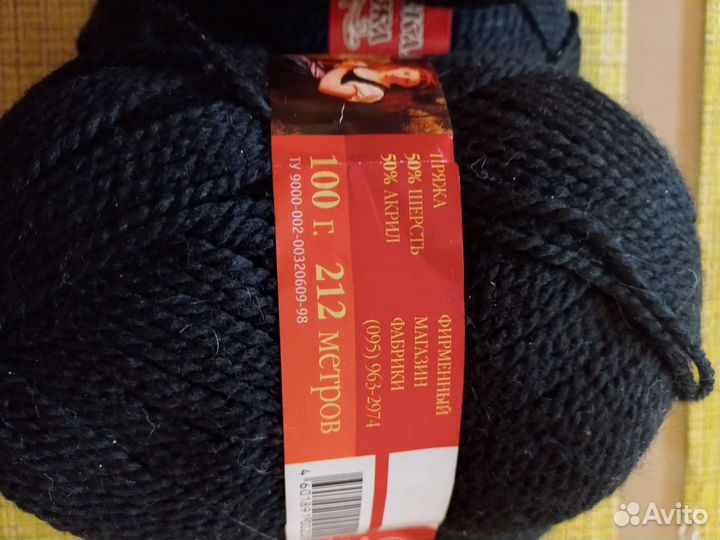 ПРЯЖА
50% ШЕРСТЬ
50% АКРИЛ
ФИРМЕННЫЙ
МАГАЗИН
ФАБРИКИ
(095) 963-2974
100 г. 212 метров
ТУ 9000-002-00320609-98
Avito